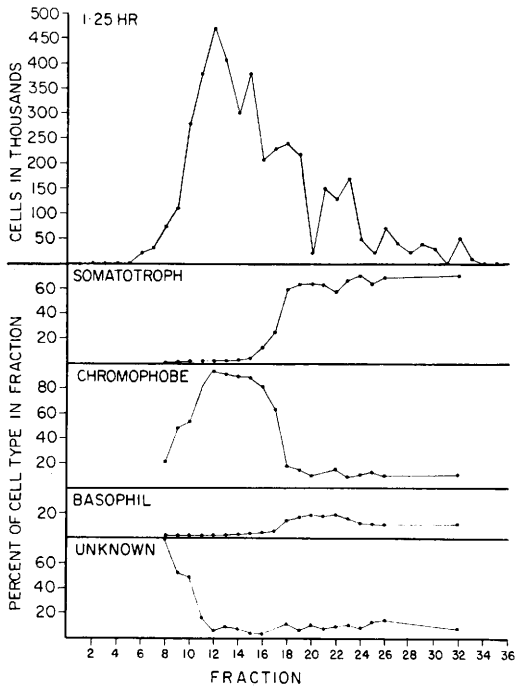 1·25 HR
CELLS IN THOUSANDS
500
450
400
350
300
250
200
150
100
50
PERCENT OF CELL TYPE IN FRACTION
SOMATOTROPH
60
40
20
CHROMOPHOBE
80
60
40
20
BASOPHIL
20
UNKNOWN
60
40
20
2 4 6 8 10 12 14 16 18 20 22 24 26 28 30 32 34 36
FRACTION